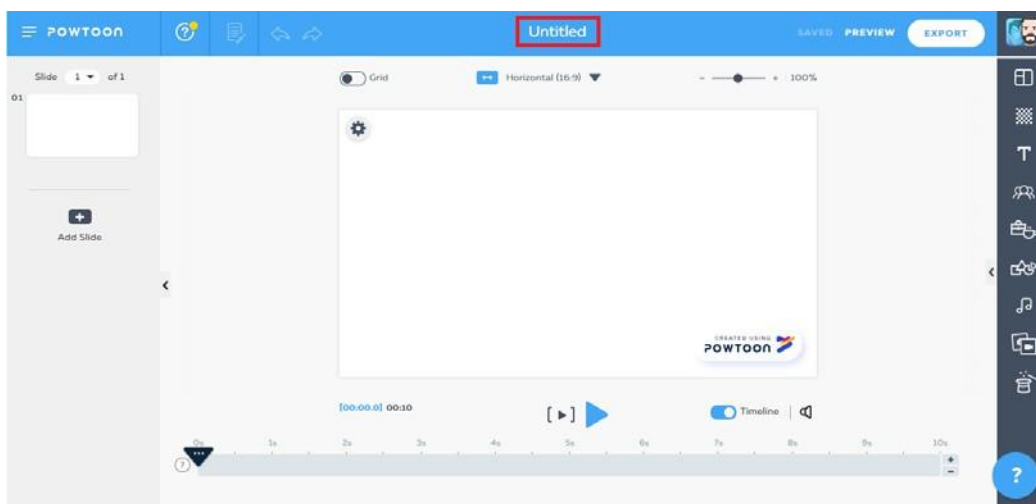 POWTOON
?
Untitled
SAVED PREVIEW EXPORT
Slide 1 of 1
Grid
Horizontal (16:9)
- + 100%
01
Add Slide
CREATED USING
POWTOON
[00:00.0] 00:10
Timeline
0s 1s 2s 3s 4s 5s 6s 7s 8s 9s 10s
?
+
-
?